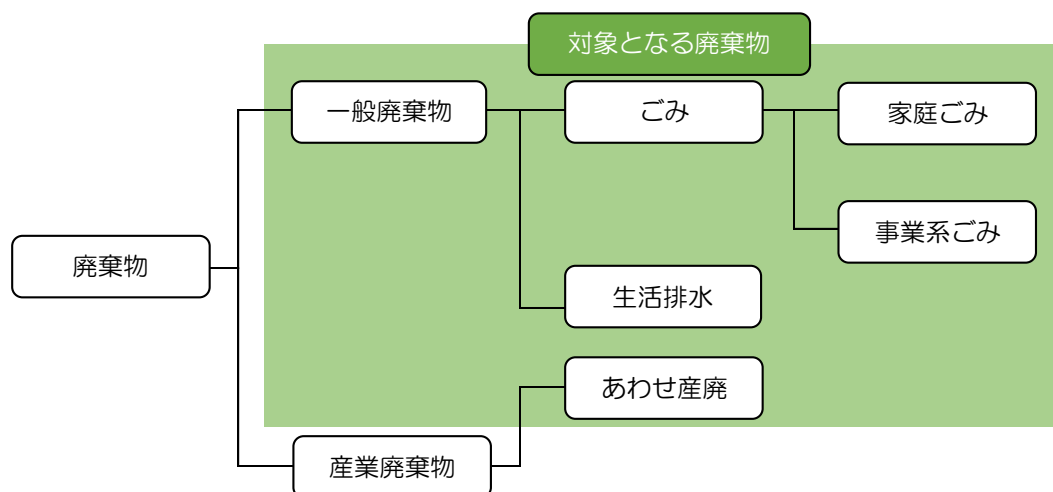 対象となる廃棄物
一般廃棄物
ごみ
家庭ごみ
事業系ごみ
廃棄物
生活排水
あわせ産廃
産業廃棄物